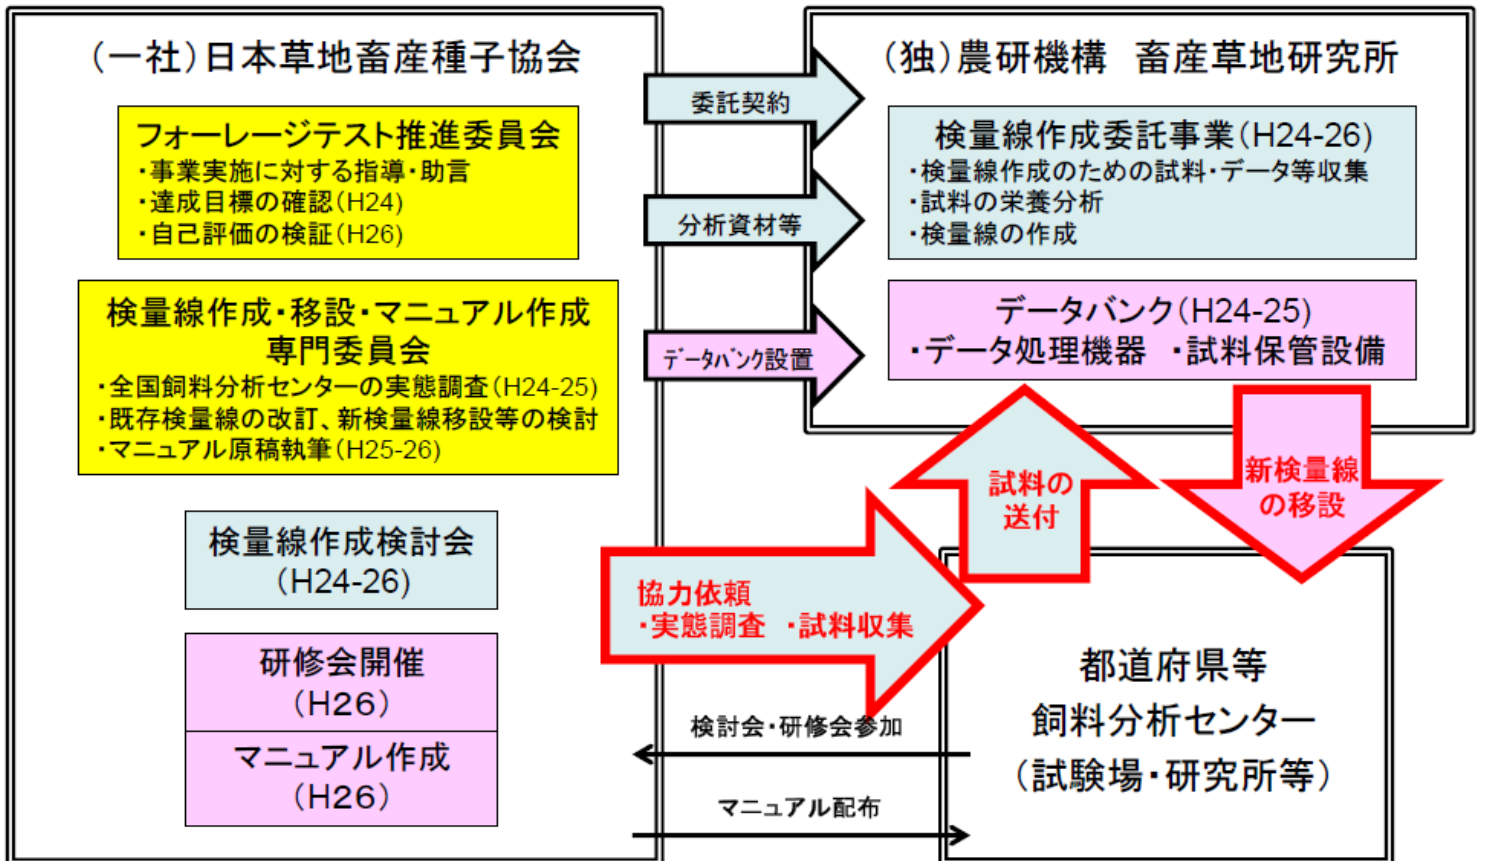 （一社）日本草地畜産種子協会
フォーレージテスト推進委員会
・事業実施に対する指導・助言
・達成目標の確認（H24）
・自己評価の検証（H26）
検量線作成・移設・マニュアル作成
専門委員会
・全国飼料分析センターの実態調査（H24-25）
・既存検量線の改訂、新検量線移設等の検討
・マニュアル原稿執筆（H25-26）
検量線作成検討会
（H24-26）
研修会開催
（H26）
マニュアル作成
（H26）
委託契約
分析資材等
ﾃﾞｰﾀﾊﾞﾝｸ設置
（独）農研機構　畜産草地研究所
検量線作成委託事業（H24-26）
・検量線作成のための試料・データ等収集
・試料の栄養分析
・検量線の作成
データバンク（H24-25）
・データ処理機器　・試料保管設備
試料の
送付
新検量線
の移設
協力依頼
・実態調査　・試料収集
検討会・研修会参加
マニュアル配布
都道府県等
飼料分析センター
（試験場・研究所等）